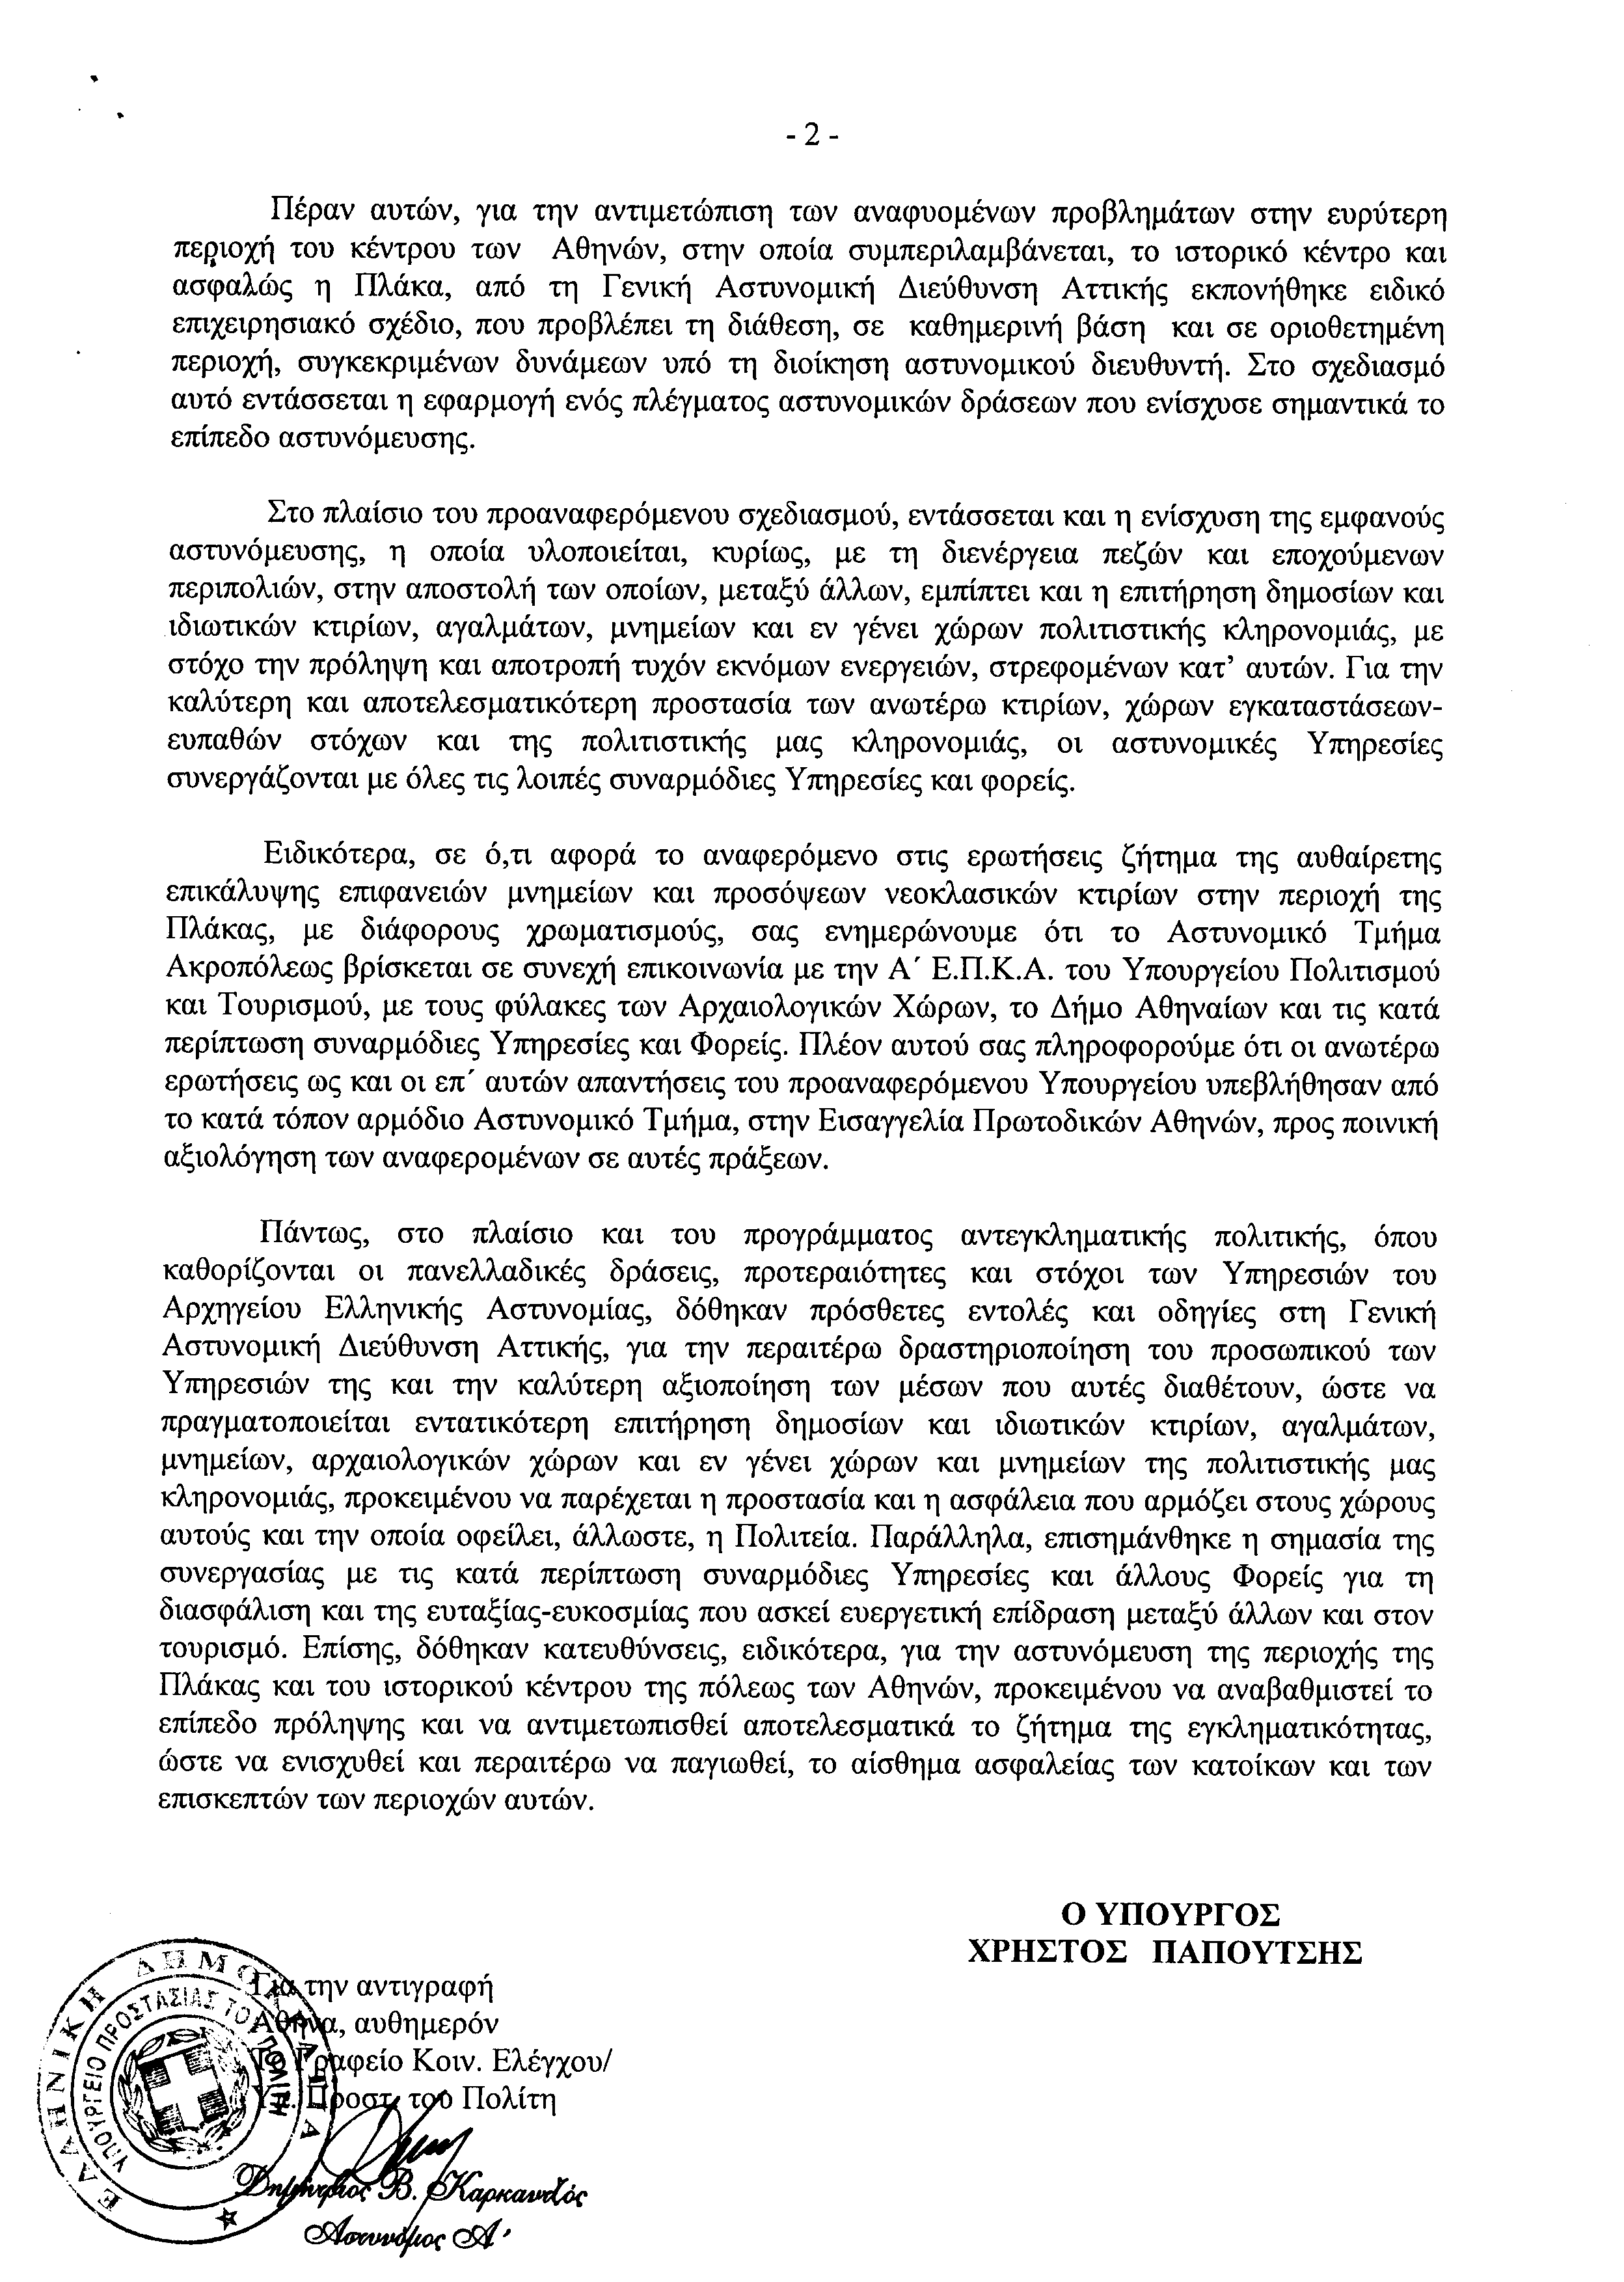 - 2 -
Πέραν αυτών, για την αντιμετώπιση των αναφυομένων προβλημάτων στην ευρύτερη
περιοχή του κέντρου των Αθηνών, στην οποία συμπεριλαμβάνεται, το ιστορικό κέντρο και
ασφαλώς η Πλάκα, από τη Γενική Αστυνομική Διεύθυνση Αττικής εκπονήθηκε ειδικό
επιχειρησιακό σχέδιο, που προβλέπει τη διάθεση, σε καθημερινή βάση και σε οριοθετημένη
περιοχή, συγκεκριμένων δυνάμεων υπό τη διοίκηση αστυνομικού διευθυντή. Στο σχεδιασμό
αυτό εντάσσεται η εφαρμογή ενός πλέγματος αστυνομικών δράσεων που ενίσχυσε σημαντικά το
επίπεδο αστυνόμευσης.
Στο πλαίσιο του προαναφερόμενου σχεδιασμού, εντάσσεται και η ενίσχυση της εμφανούς
αστυνόμευσης, η οποία υλοποιείται, κυρίως, με τη διενέργεια πεζών και εποχούμενων
περιπολιών, στην αποστολή των οποίων, μεταξύ άλλων, εμπίπτει και η επιτήρηση δημοσίων και
ιδιωτικών κτιρίων, αγαλμάτων, μνημείων και εν γένει χώρων πολιτιστικής κληρονομιάς, με
στόχο την πρόληψη και αποτροπή τυχόν εκνόμων ενεργειών, στρεφομένων κατ’ αυτών. Για την
καλύτερη και αποτελεσματικότερη προστασία των ανωτέρω κτιρίων, χώρων εγκαταστάσεων-
ευπαθών στόχων και της πολιτιστικής μας κληρονομιάς, οι αστυνομικές Υπηρεσίες
συνεργάζονται με όλες τις λοιπές συναρμόδιες Υπηρεσίες και φορείς.
Ειδικότερα, σε ό,τι αφορά το αναφερόμενο στις ερωτήσεις ζήτημα της αυθαίρετης
επικάλυψης επιφανειών μνημείων και προσόψεων νεοκλασικών κτιρίων στην περιοχή της
Πλάκας, με διάφορους χρωματισμούς, σας ενημερώνουμε ότι το Αστυνομικό Τμήμα
Ακροπόλεως βρίσκεται σε συνεχή επικοινωνία με την Α΄ Ε.Π.Κ.Α. του Υπουργείου Πολιτισμού
και Τουρισμού, με τους φύλακες των Αρχαιολογικών Χώρων, το Δήμο Αθηναίων και τις κατά
περίπτωση συναρμόδιες Υπηρεσίες και Φορείς. Πλέον αυτού σας πληροφορούμε ότι οι ανωτέρω
ερωτήσεις ως και οι επ΄ αυτών απαντήσεις του προαναφερόμενου Υπουργείου υπεβλήθησαν από
το κατά τόπον αρμόδιο Αστυνομικό Τμήμα, στην Εισαγγελία Πρωτοδικών Αθηνών, προς ποινική
αξιολόγηση των αναφερομένων σε αυτές πράξεων.
Πάντως, στο πλαίσιο και του προγράμματος αντεγκληματικής πολιτικής, όπου
καθορίζονται οι πανελλαδικές δράσεις, προτεραιότητες και στόχοι των Υπηρεσιών του
Αρχηγείου Ελληνικής Αστυνομίας, δόθηκαν πρόσθετες εντολές και οδηγίες στη Γενική
Αστυνομική Διεύθυνση Αττικής, για την περαιτέρω δραστηριοποίηση του προσωπικού των
Υπηρεσιών της και την καλύτερη αξιοποίηση των μέσων που αυτές διαθέτουν, ώστε να
πραγματοποιείται εντατικότερη επιτήρηση δημοσίων και ιδιωτικών κτιρίων, αγαλμάτων,
μνημείων, αρχαιολογικών χώρων και εν γένει χώρων και μνημείων της πολιτιστικής μας
κληρονομιάς, προκειμένου να παρέχεται η προστασία και η ασφάλεια που αρμόζει στους χώρους
αυτούς και την οποία οφείλει, άλλωστε, η Πολιτεία. Παράλληλα, επισημάνθηκε η σημασία της
συνεργασίας με τις κατά περίπτωση συναρμόδιες Υπηρεσίες και άλλους Φορείς για τη
διασφάλιση και της ευταξίας-ευκοσμίας που ασκεί ευεργετική επίδραση μεταξύ άλλων και στον
τουρισμό. Επίσης, δόθηκαν κατευθύνσεις, ειδικότερα, για την αστυνόμευση της περιοχής της
Πλάκας και του ιστορικού κέντρου της πόλεως των Αθηνών, προκειμένου να αναβαθμιστεί το
επίπεδο πρόληψης και να αντιμετωπισθεί αποτελεσματικά το ζήτημα της εγκληματικότητας,
ώστε να ενισχυθεί και περαιτέρω να παγιωθεί, το αίσθημα ασφαλείας των κατοίκων και των
επισκεπτών των περιοχών αυτών.
Ο ΥΠΟΥΡΓΟΣ
ΧΡΗΣΤΟΣ ΠΑΠΟΥΤΣΗΣ
Για την αντιγραφή
Αθήνα, αυθημερόν
Το Γραφείο Κοιν. Ελέγχου/
Υπ. Προστ. του Πολίτη
ΕΛΛΗΝΙΚΗ ΔΗΜΟΚΡΑΤΙΑ
ΥΠΟΥΡΓΕΙΟ ΠΡΟΣΤΑΣΙΑΣ ΤΟΥ ΠΟΛΙΤΗ
Δημήτριος Β. Καρκανιάς
Αστυνόμος Α'